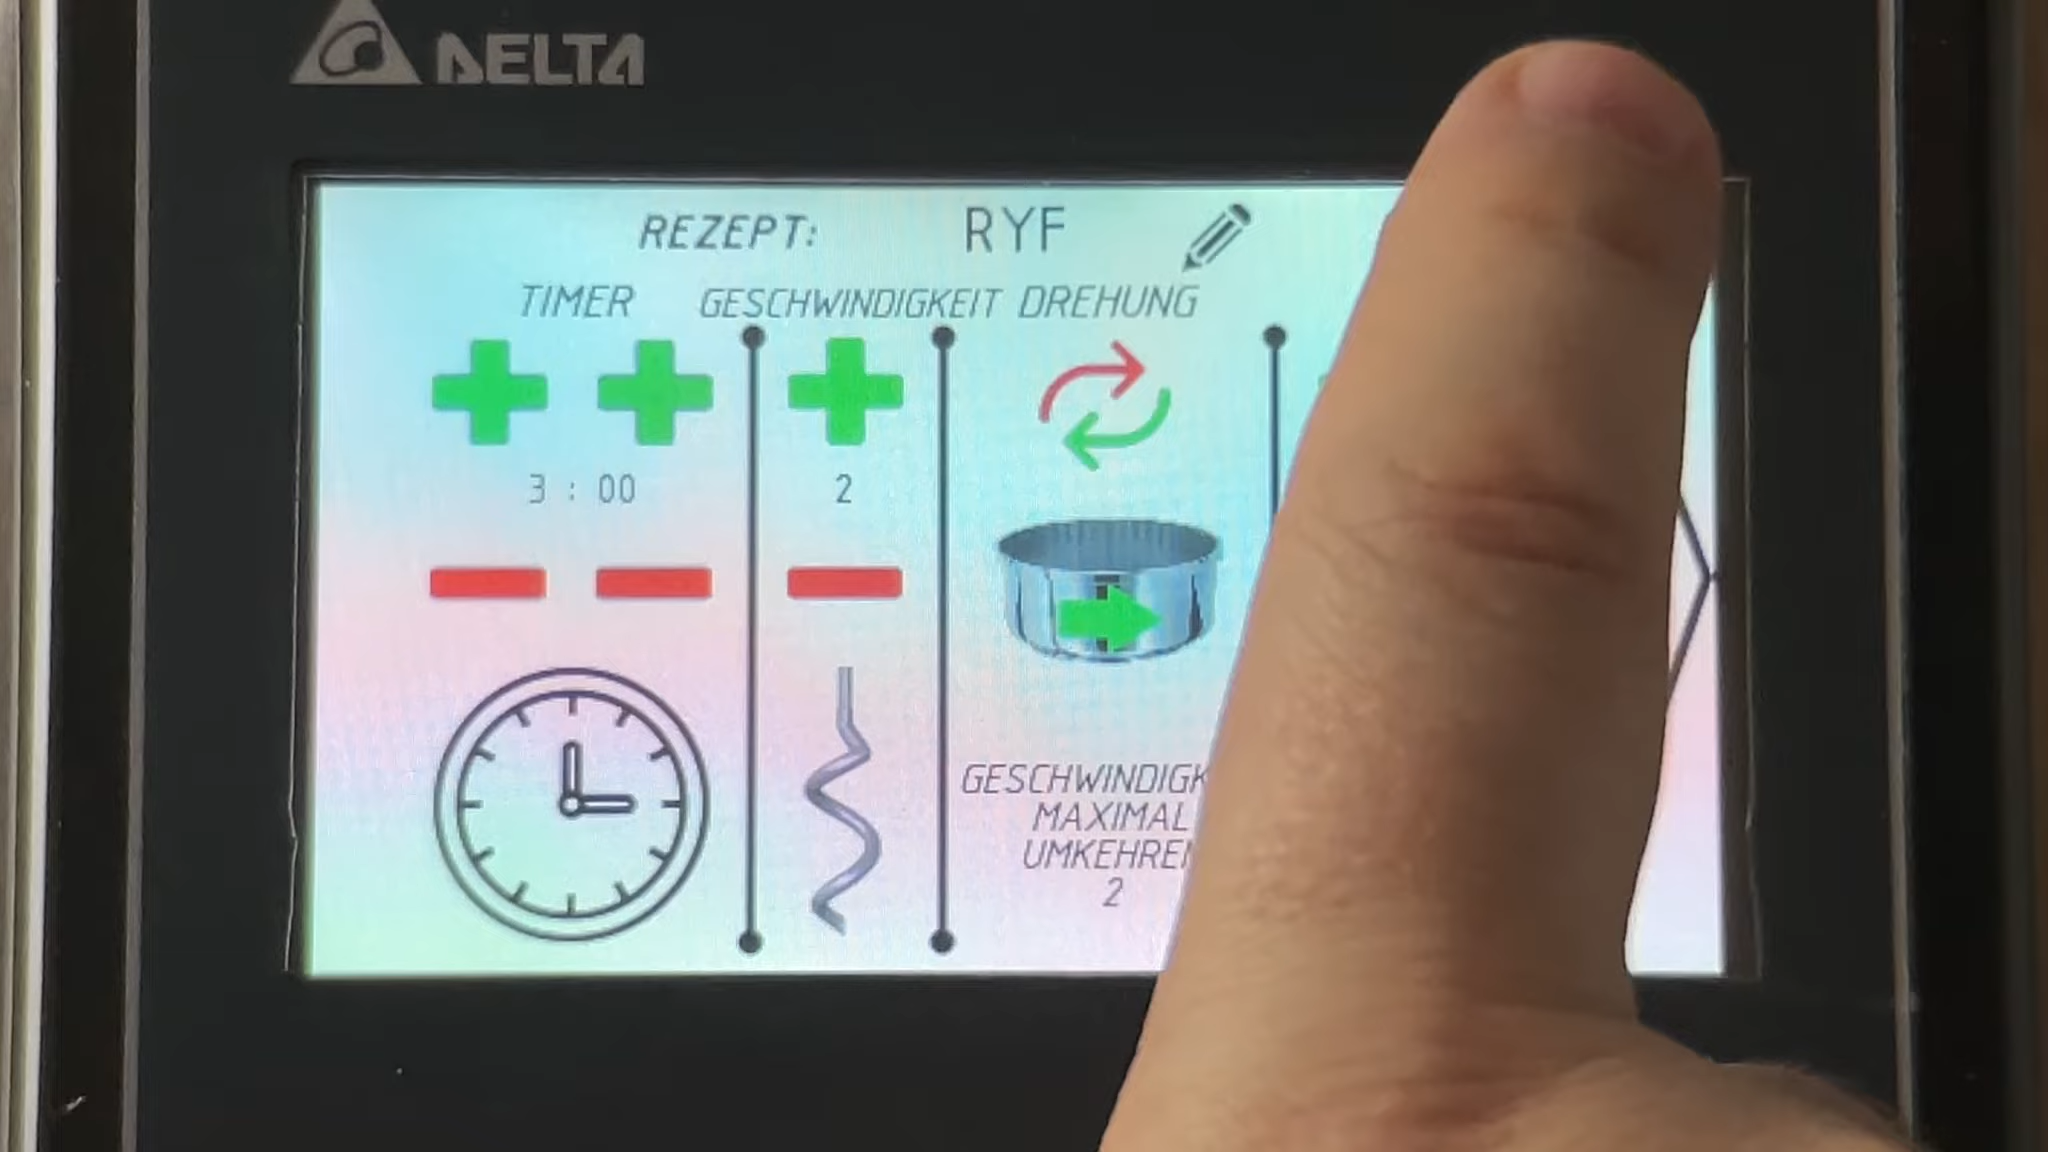 DELTA
REZEPT: RYF
TIMER GESCHWINDIGKEIT DREHUNG
3 : 00 2
MAXIMAL
2